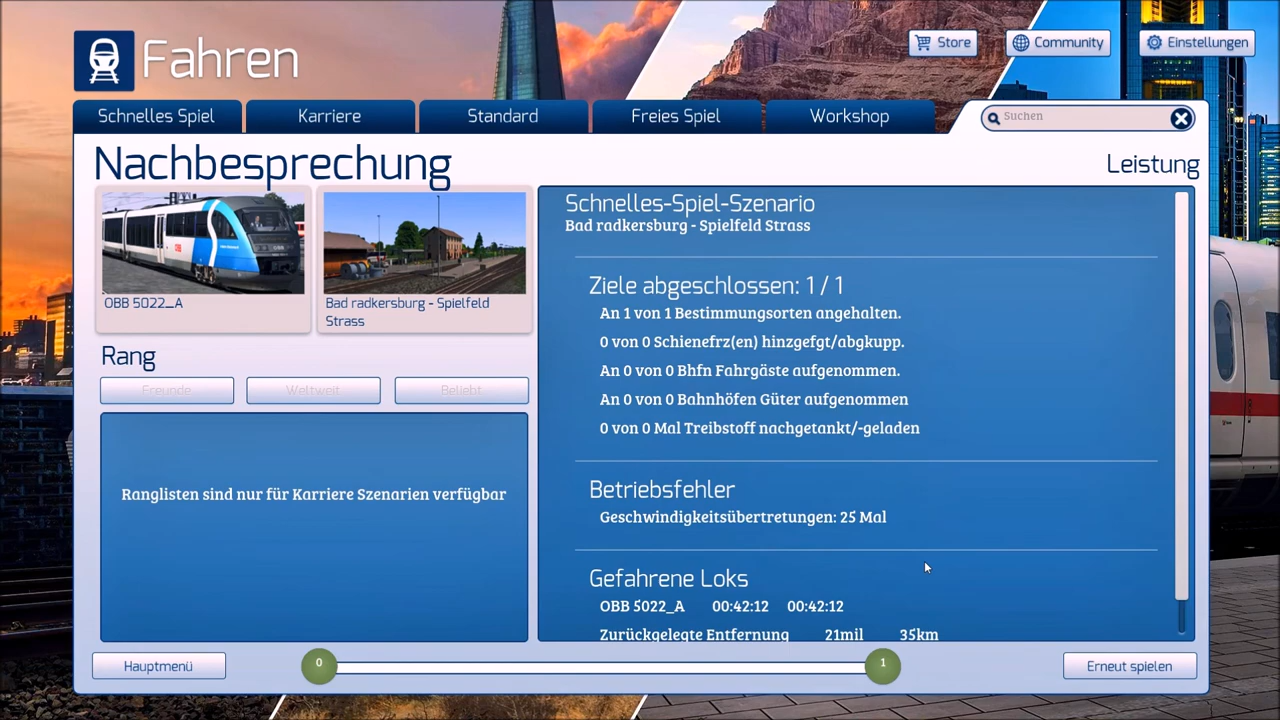 Fahren
Store
Community
Einstellungen
Schnelles Spiel
Karriere
Standard
Freies Spiel
Workshop
Suchen
Nachbesprechung
Leistung
OBB 5022_A
Bad radkersburg - Spielfeld
Strass
Rang
Freunde
Weltweit
Beliebt
Ranglisten sind nur für Karriere Szenarien verfügbar
Schnelles-Spiel-Szenario
Bad radkersburg - Spielfeld Strass
Ziele abgeschlossen: 1 / 1
An 1 von 1 Bestimmungsorten angehalten.
0 von 0 Schienefrz(en) hinzgefgt/abgkupp.
An 0 von 0 Bhfn Fahrgäste aufgenommen.
An 0 von 0 Bahnhöfen Güter aufgenommen
0 von 0 Mal Treibstoff nachgetankt/-geladen
Betriebsfehler
Geschwindigkeitsübertretungen: 25 Mal
Gefahrene Loks
OBB 5022_A 00:42:12 00:42:12
Zurückgelegte Entfernung 21mil 35km
Hauptmenü
0
1
Erneut spielen